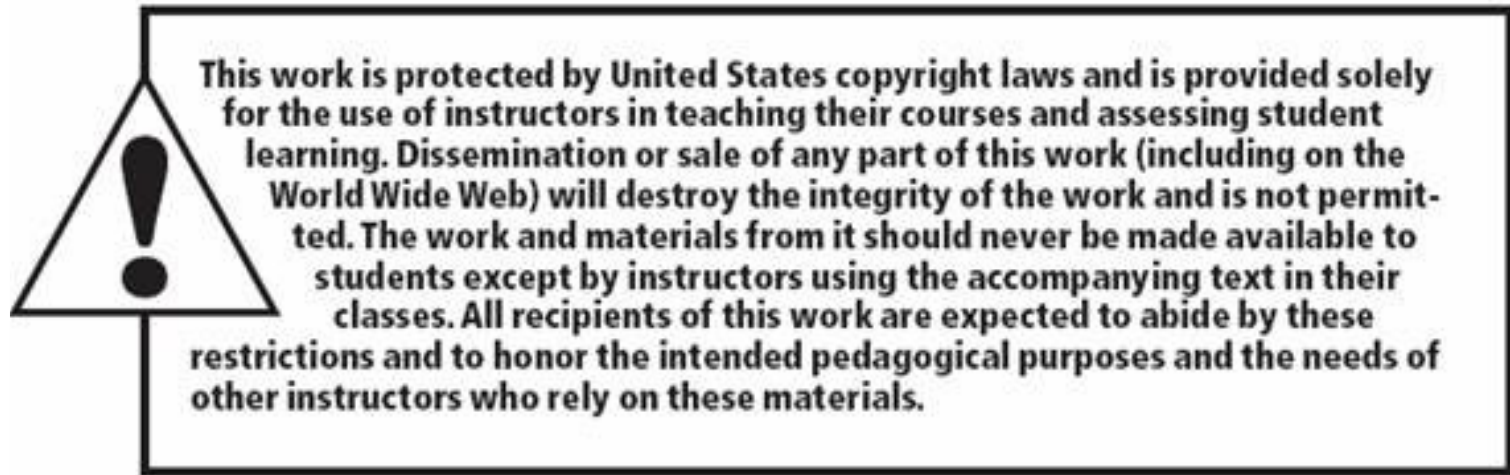 This work is protected by United States copyright laws and is provided solely
for the use of instructors in teaching their courses and assessing student
learning. Dissemination or sale of any part of this work (including on the
World Wide Web) will destroy the integrity of the work and is not permit-
ted. The work and materials from it should never be made available to
students except by instructors using the accompanying text in their
classes. All recipients of this work are expected to abide by these
restrictions and to honor the intended pedagogical purposes and the needs of
other instructors who rely on these materials.